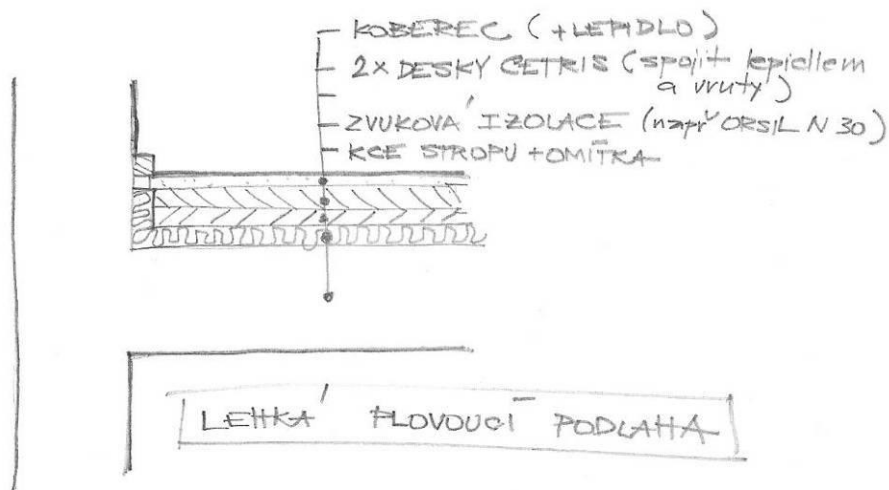 KOBEREC (+LEPIDLO)
2x DESKY CETRIS (spojit lepidlem
a vruty)
ZVUKOVÁ IZOLACE (např ORSIL N 30)
KCE STROPU + OMÍTKA
LEHKÁ PLOVOUCÍ PODLAHA